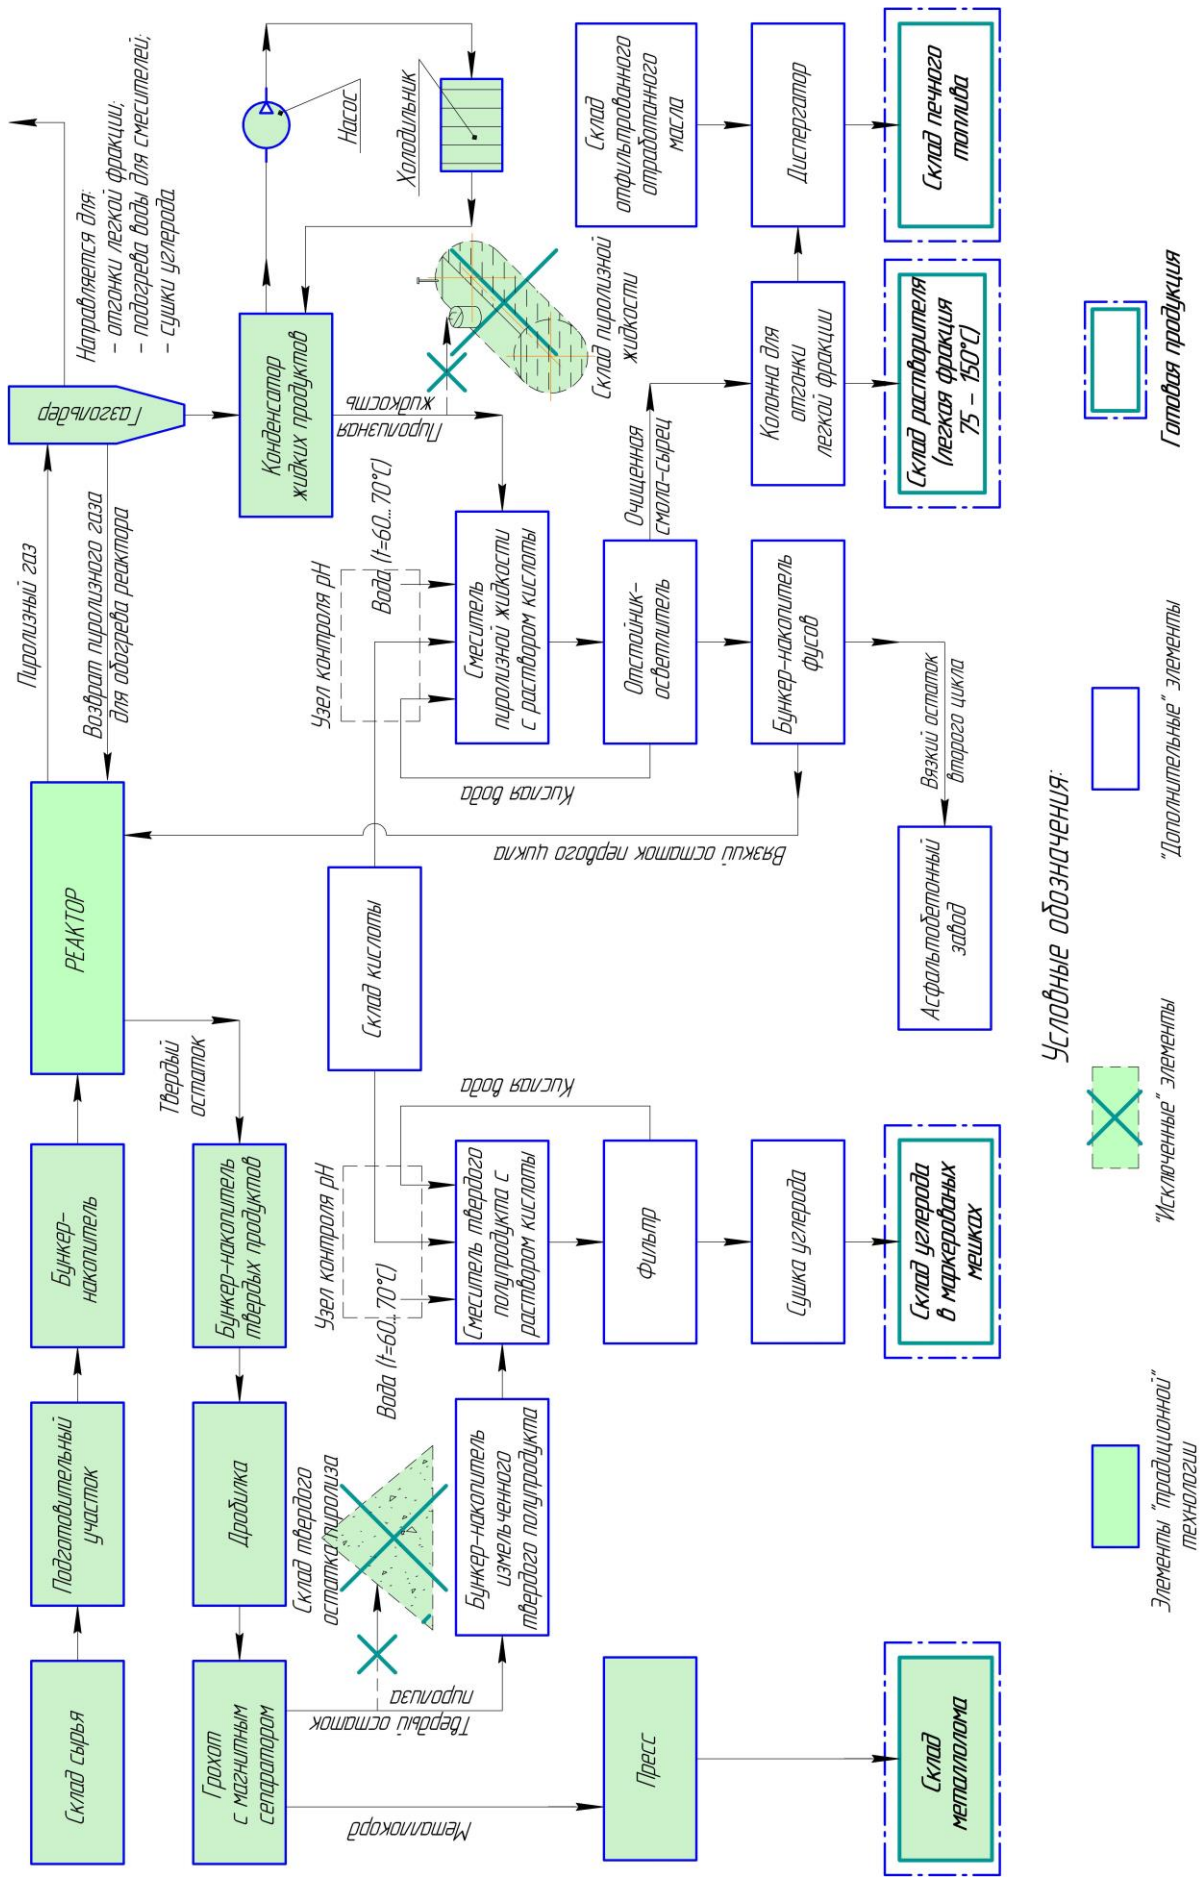 Склад сырья
Подготовительный
участок
Бункер-
накопитель
РЕАКТОР
Пиролизный газ
Возврат пиролизного газа
для обогрева реактора
Газгольдер
Направляется для:
- отгонки легкой фракции;
- подогрева воды для смесителей;
- сушки углерода
Грохот
с магнитным
сепаратором
Дробилка
Бункер-накопитель
твердых продуктов
Твердый
остаток
Конденсатор
жидких продуктов
Насос
Холодильник
Металлокорд
Твердый остаток
пиролиза
Склад твердого
остатка пиролиза
Вода (t=60...70°C)
Узел контроля pH
Склад кислоты
Кислая вода
Вязкий остаток первого цикла
Кислая вода
Узел контроля pH
Вода (t=60...70°C)
Пиролизная
жидкость
Склад пиролизной
жидкости
Бункер-накопитель
измельченного
твердого полупродукта
Смеситель твердого
полупродукта с
раствором кислоты
Смеситель
пиролизной жидкости
с раствором кислоты
Пресс
Фильтр
Отстойник-
осветлитель
Очищенная
смола-сырец
Склад
отфильтрованного
отработанного
масла
Сушка углерода
Бункер-накопитель
фусов
Колонна для
отгонки
легкой фракции
Диспергатор
Вязкий остаток
второго цикла
Склад
металлолома
Склад углерода
в маркерованых
мешках
Асфальтобетонный
завод
Склад растворителя
(легкая фракция
75 - 150°C)
Склад печного
топлива
Условные обозначения:
Элементы "традиционной"
технологии
"Исключенные" элементы
"Дополнительные" элементы
Готовая продукция